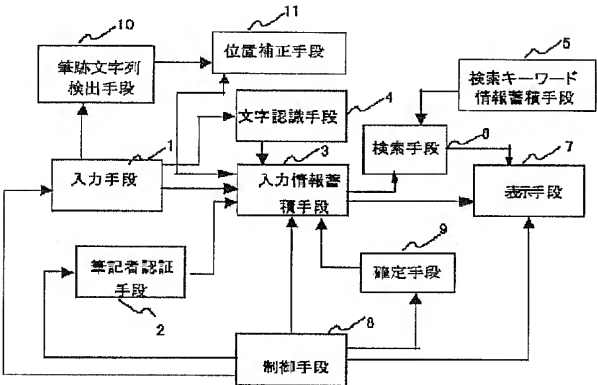 10
筆跡文字列
検出手段
11
位置補正手段
5
検索キーワード
情報蓄積手段
4
文字認識手段
1
入力手段
3
入力情報蓄
積手段
6
検索手段
7
表示手段
筆記者認証
手段
2
9
確定手段
8
制御手段